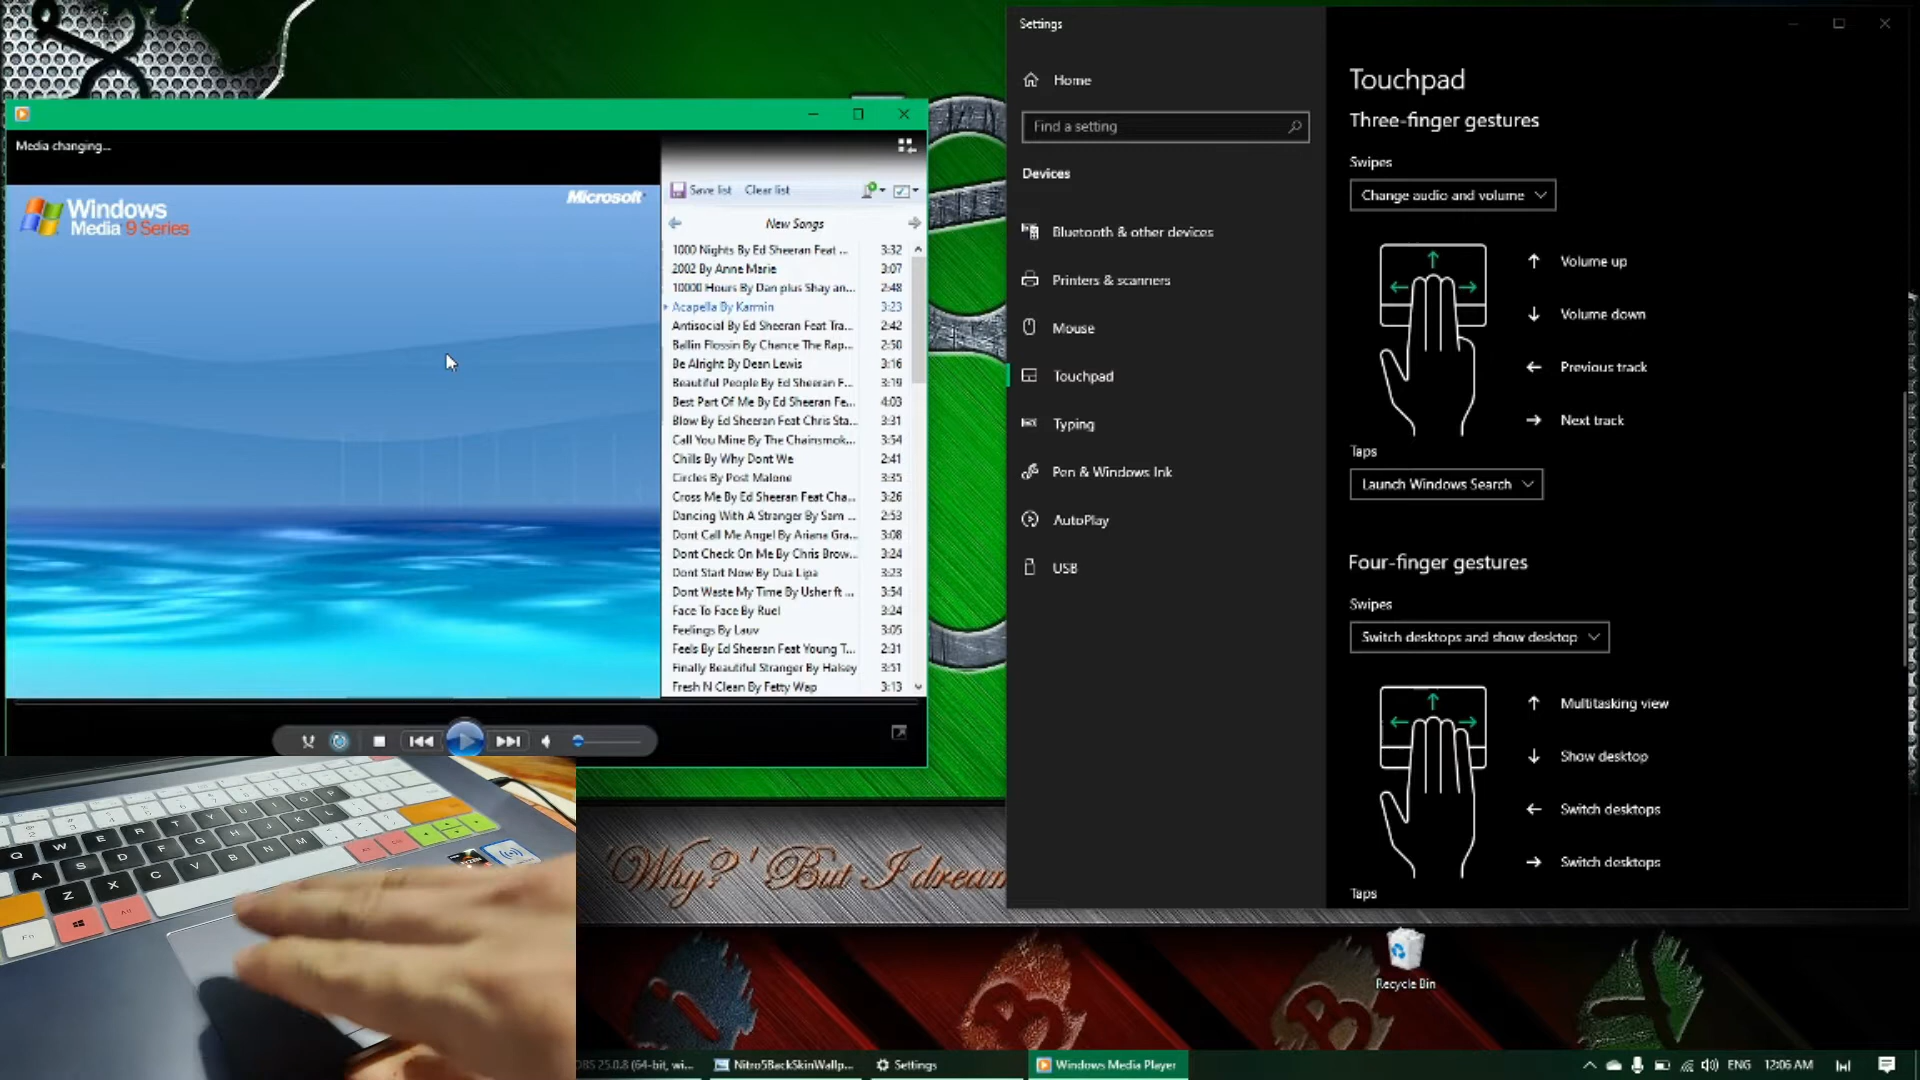 Media changing...
Windows
Media 9 Series
Microsoft
Save list
Clear list
New Songs
1000 Nights By Ed Sheeran Feat ... 3:32
2002 By Anne Marie 3:07
10000 Hours By Dan plus Shay an... 2:48
Acapella By Karmin 3:23
Antisocial By Ed Sheeran Feat Tra... 2:42
Ballin Flossin By Chance The Rap... 2:50
Be Alright By Dean Lewis 3:16
Beautiful People By Ed Sheeran F... 3:19
Best Part Of Me By Ed Sheeran Fe... 4:03
Blow By Ed Sheeran Feat Chris Sta... 3:31
Call You Mine By The Chainsmok... 3:54
Chills By Why Dont We 2:41
Circles By Post Malone 3:35
Cross Me By Ed Sheeran Feat Cha... 3:26
Dancing With A Stranger By Sam ... 2:53
Dont Call Me Angel By Ariana Gra... 3:08
Dont Check On Me By Chris Brow... 3:24
Dont Start Now By Dua Lipa 3:23
Dont Waste My Time By Usher ft ... 3:54
Face To Face By Ruel 3:24
Feelings By Lauv 3:05
Feels By Ed Sheeran Feat Young T... 2:31
Finally Beautiful Stranger By Halsey 3:51
Fresh N Clean By Fetty Wap 3:13
Settings
Home
Find a setting
Devices
Bluetooth & other devices
Printers & scanners
Mouse
Touchpad
Typing
Pen & Windows Ink
AutoPlay
USB
Touchpad
Three-finger gestures
Swipes
Change audio and volume
Volume up
Volume down
Previous track
Next track
Taps
Launch Windows Search
Four-finger gestures
Swipes
Switch desktops and show desktop
Multitasking view
Show desktop
Switch desktops
Switch desktops
Taps
'Why?' But I dream
Q W E R T Y U I O P
A S D F G H J K L
Z X C V B N M
Fn Alt
Recycle Bin
OBS 25.0.8 (64-bit, wi...
Nitro5BackSkinWallp...
Settings
Windows Media Player
ENG
12:06 AM